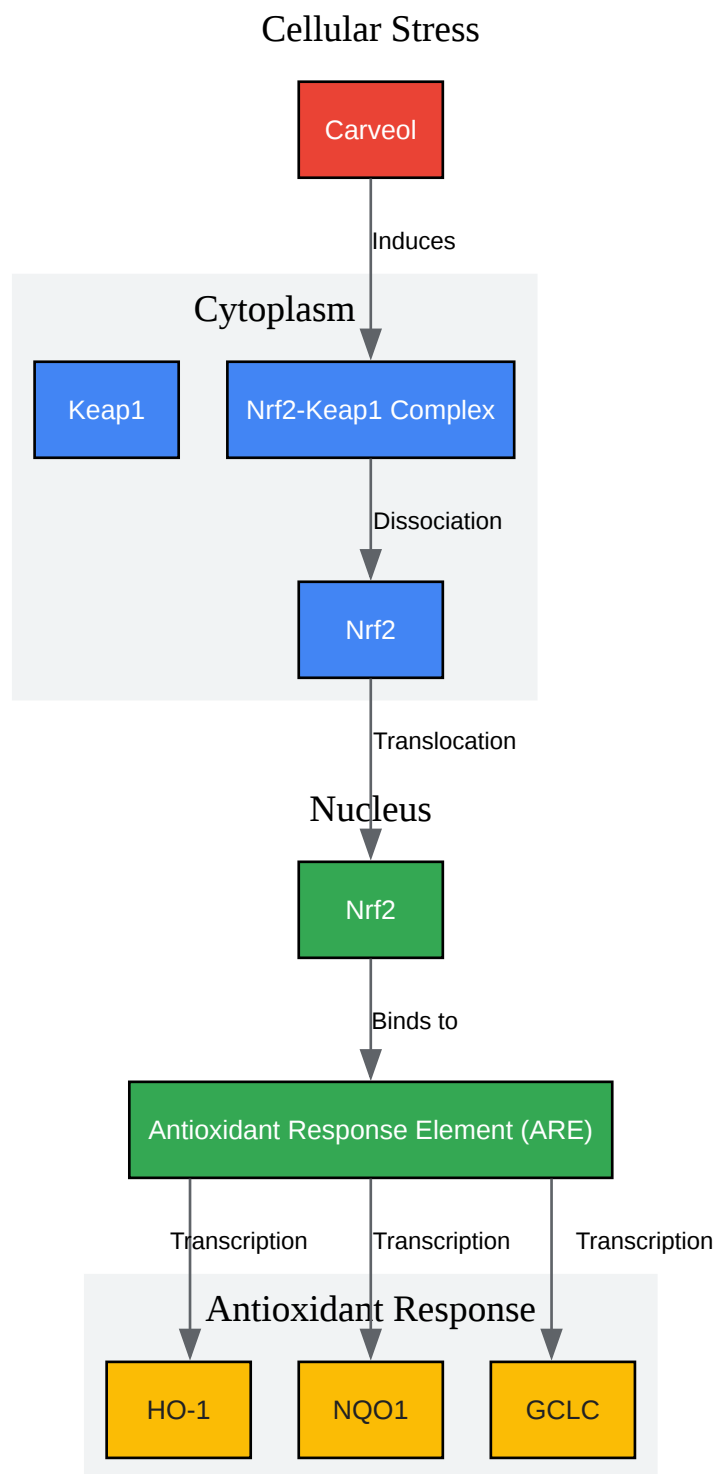 Cellular Stress
Carveol
Induces
Cytoplasm
Keap1
Nrf2-Keap1 Complex
Dissociation
Nrf2
Translocation
Nucleus
Nrf2
Binds to
Antioxidant Response Element (ARE)
Transcription
Transcription
Transcription
Antioxidant Response
HO-1
NQO1
GCLC